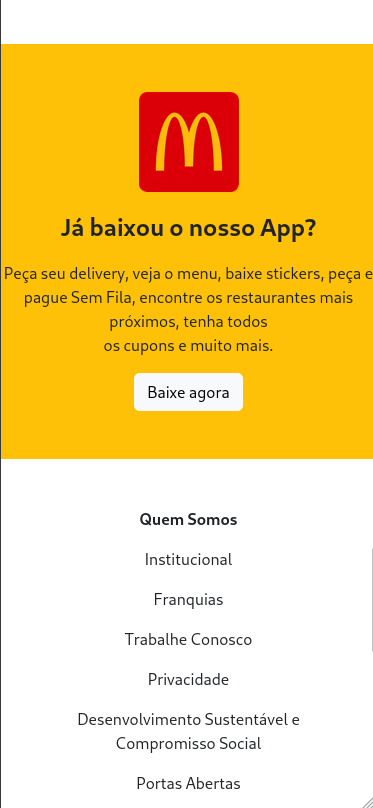 Já baixou o nosso App?
Peça seu delivery, veja o menu, baixe stickers, peça e
pague Sem Fila, encontre os restaurantes mais
próximos, tenha todos
os cupons e muito mais.
Baixe agora
Quem Somos
Institucional
Franquias
Trabalhe Conosco
Privacidade
Desenvolvimento Sustentável e
Compromisso Social
Portas Abertas